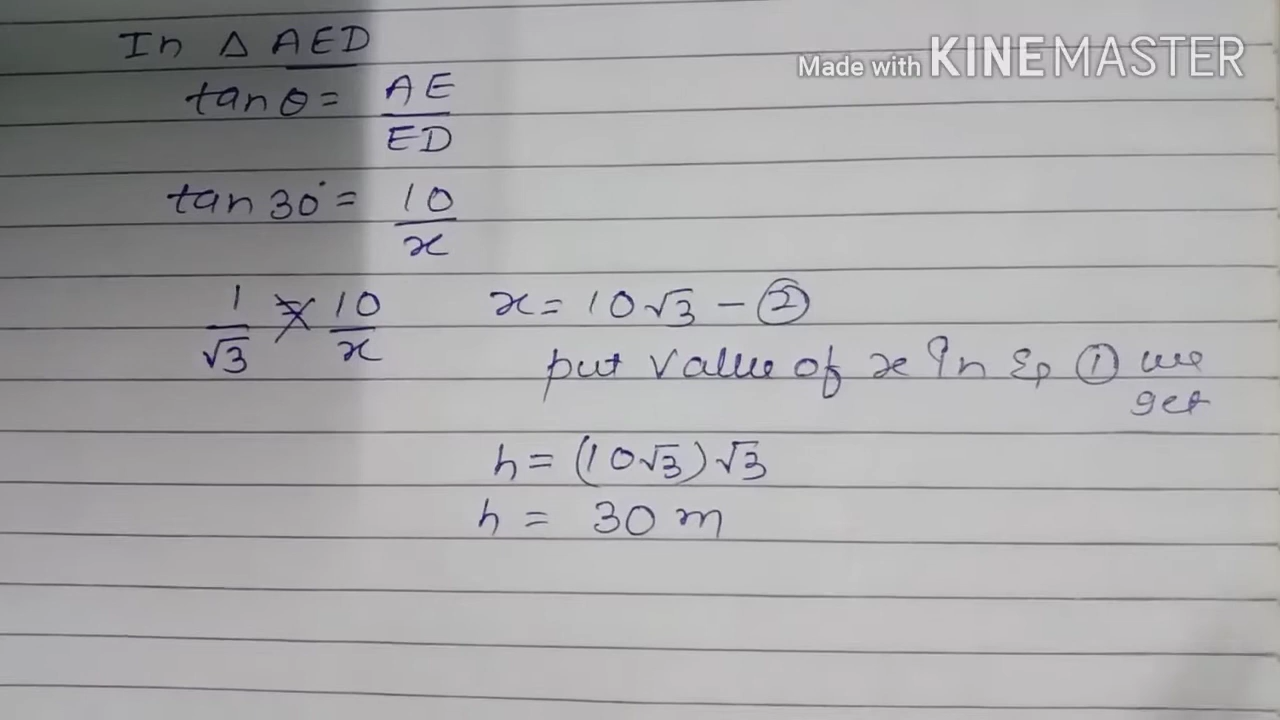 In △ AED
Made with KINEMASTER
tanθ = AE/ED
tan 30° = 10/x
1/√3 = 10/x    x = 10√3 – ②
put value of x in Eq ① we
get
h = (10√3)√3
h = 30 m